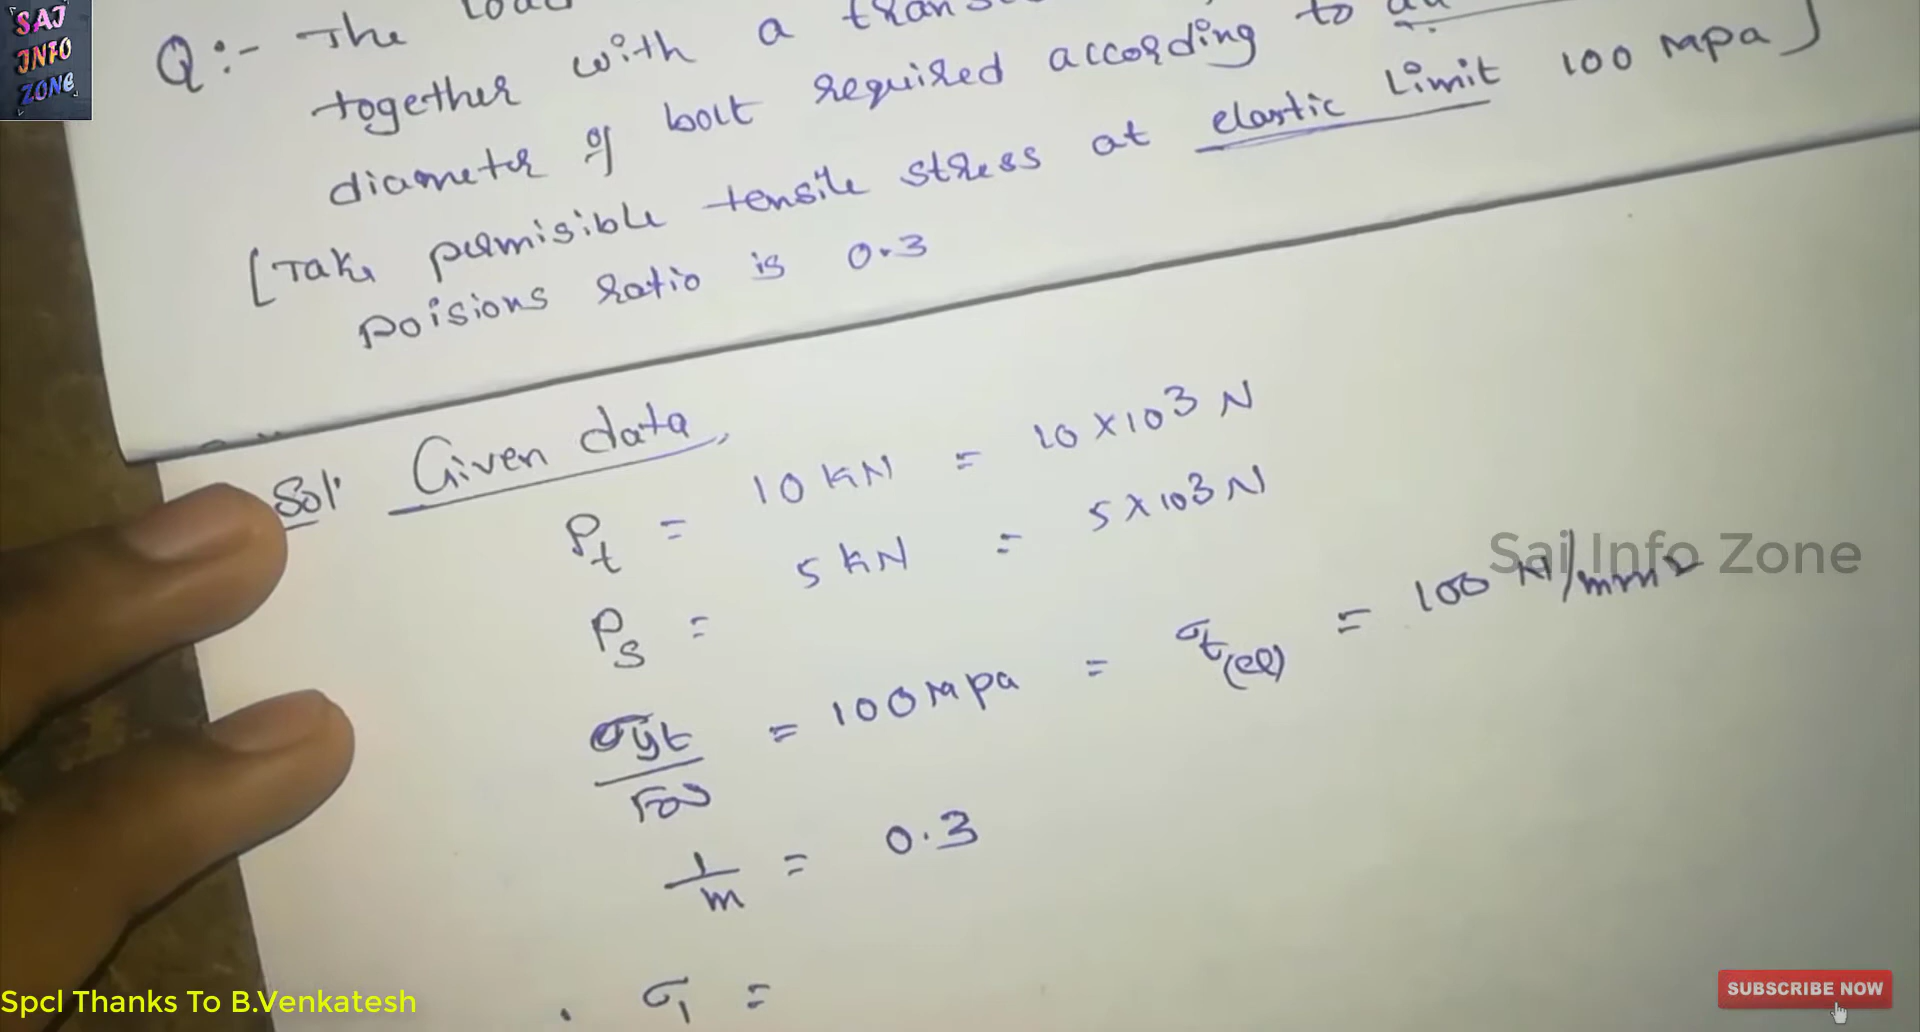 SAI
INFO
ZONE
Q:- The Load
together with a trans
diameter of bolt required according to
[Take permisible tensile stress at elastic limit 100 mpa]
poisions ratio is 0.3
Sol: Given data,
Pt = 10 KN = 10 × 10³ N
Ps = 5 KN = 5 × 10³ N
σyt/FOS = 100 Mpa = σt(el) = 100 N/mm²
1/m = 0.3
σ1 =
Sai Info Zone
Spcl Thanks To B.Venkatesh
SUBSCRIBE NOW